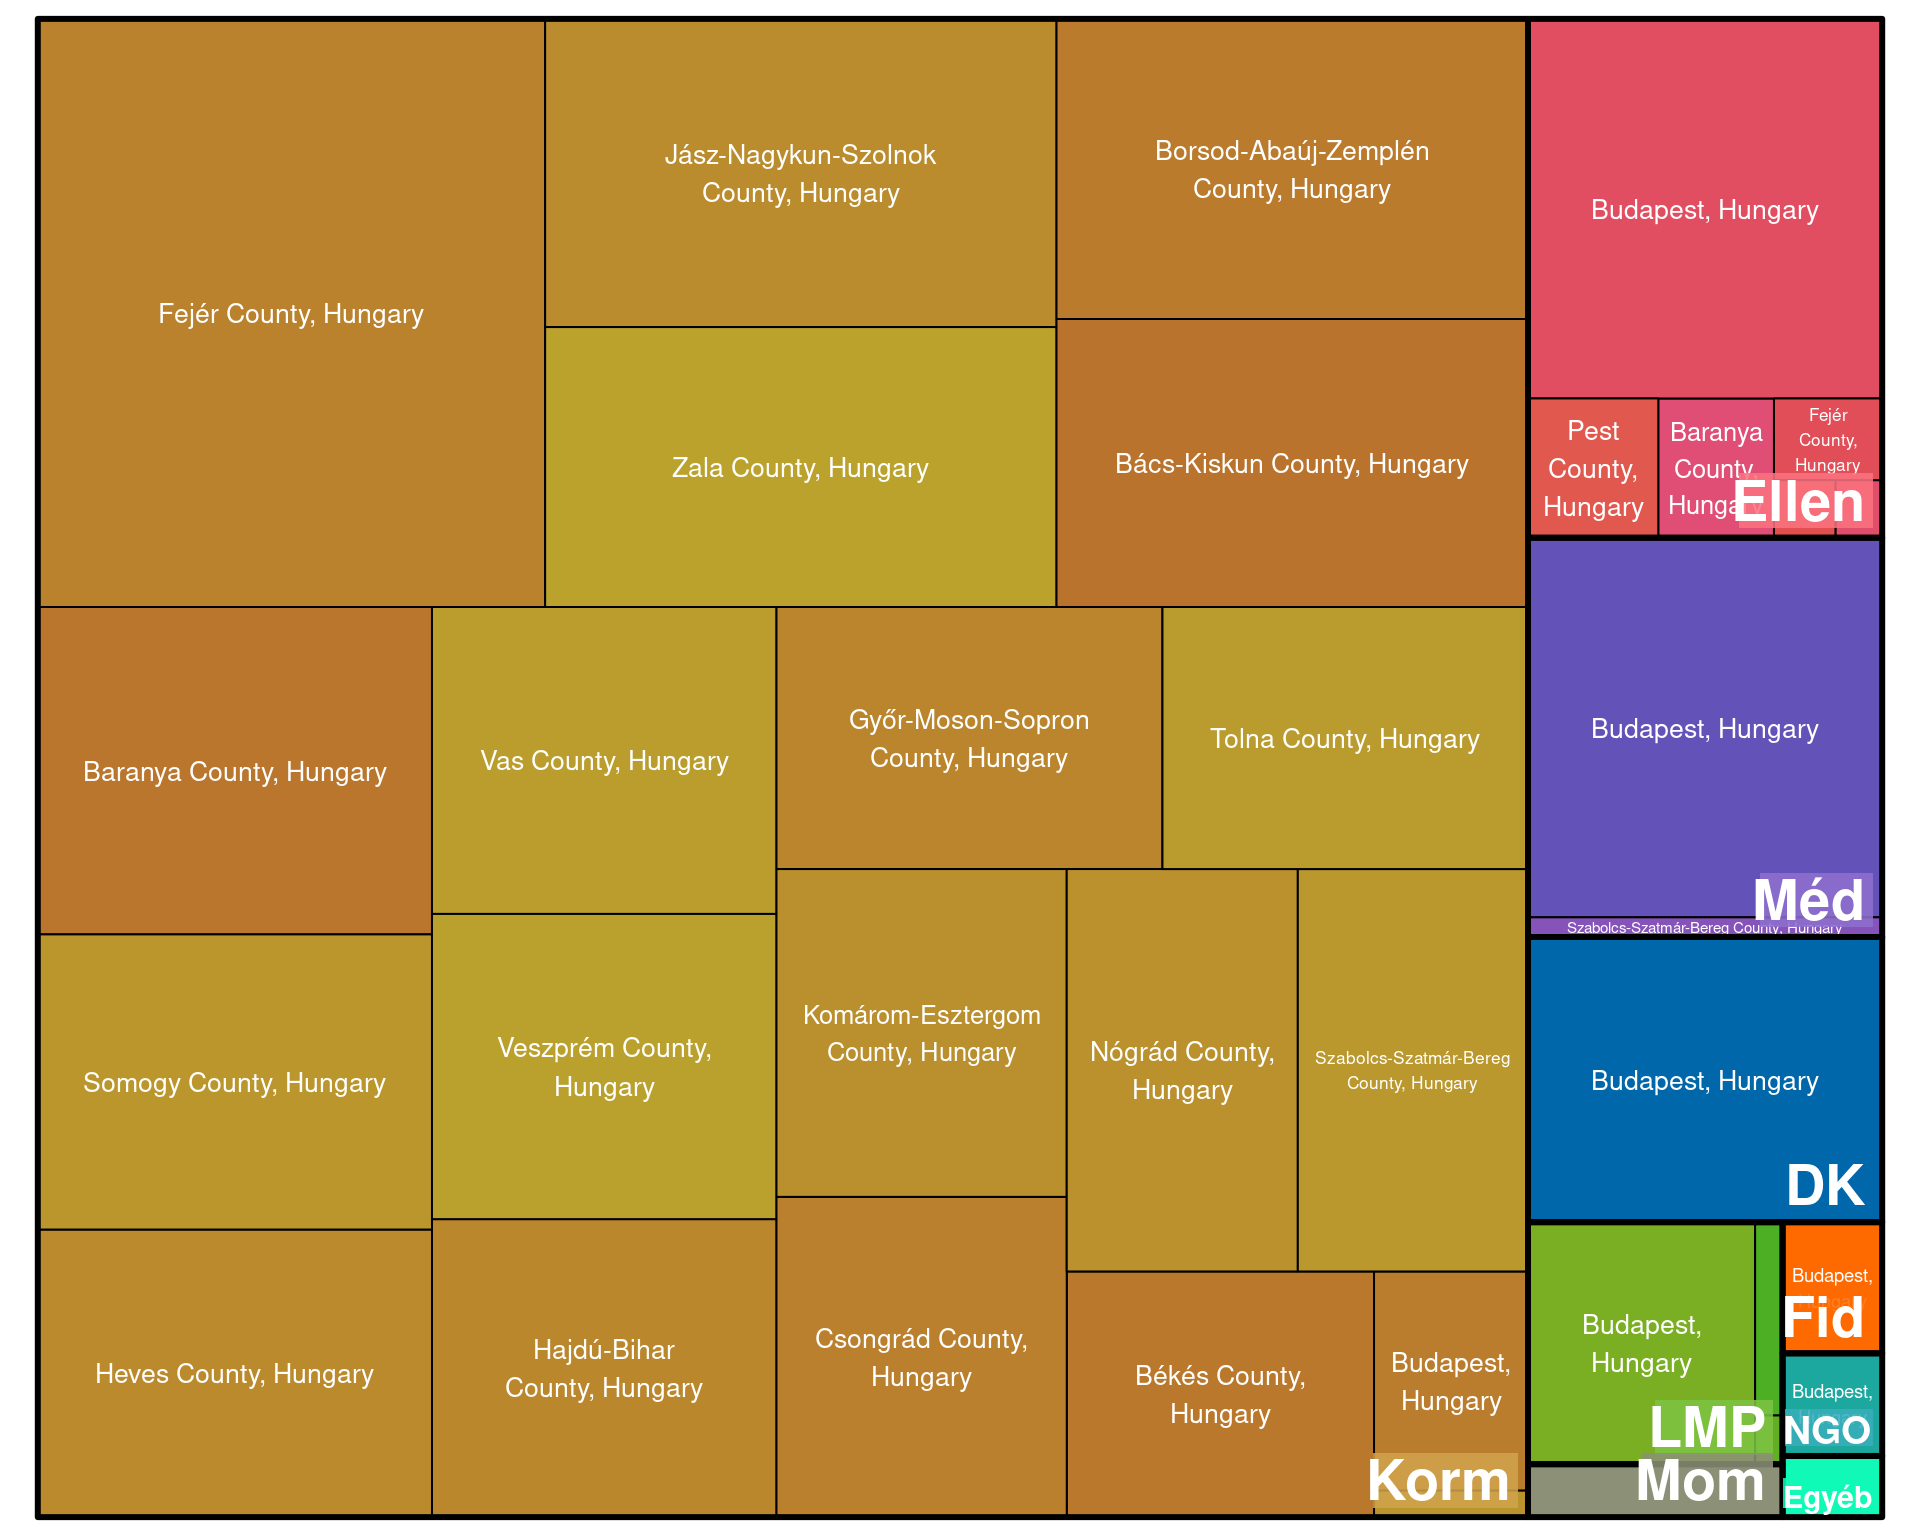 Fejér County, Hungary
Jász-Nagykun-Szolnok
County, Hungary
Zala County, Hungary
Borsod-Abaúj-Zemplén
County, Hungary
Bács-Kiskun County, Hungary
Baranya County, Hungary
Somogy County, Hungary
Heves County, Hungary
Vas County, Hungary
Veszprém County,
Hungary
Hajdú-Bihar
County, Hungary
Győr-Moson-Sopron
County, Hungary
Tolna County, Hungary
Komárom-Esztergom
County, Hungary
Csongrád County,
Hungary
Nógrád County,
Hungary
Szabolcs-Szatmár-Bereg
County, Hungary
Békés County,
Hungary
Budapest,
Hungary
Korm
Budapest, Hungary
Pest
County,
Hungary
Baranya
County,
Hungary
Fejér
County,
Hungary
Ellen
Budapest, Hungary
Méd
Szabolcs-Szatmár-Bereg County, Hungary
Budapest, Hungary
DK
Budapest,
Hungary
LMP
Mom
Budapest,
Fid
Budapest,
NGO
Egyéb